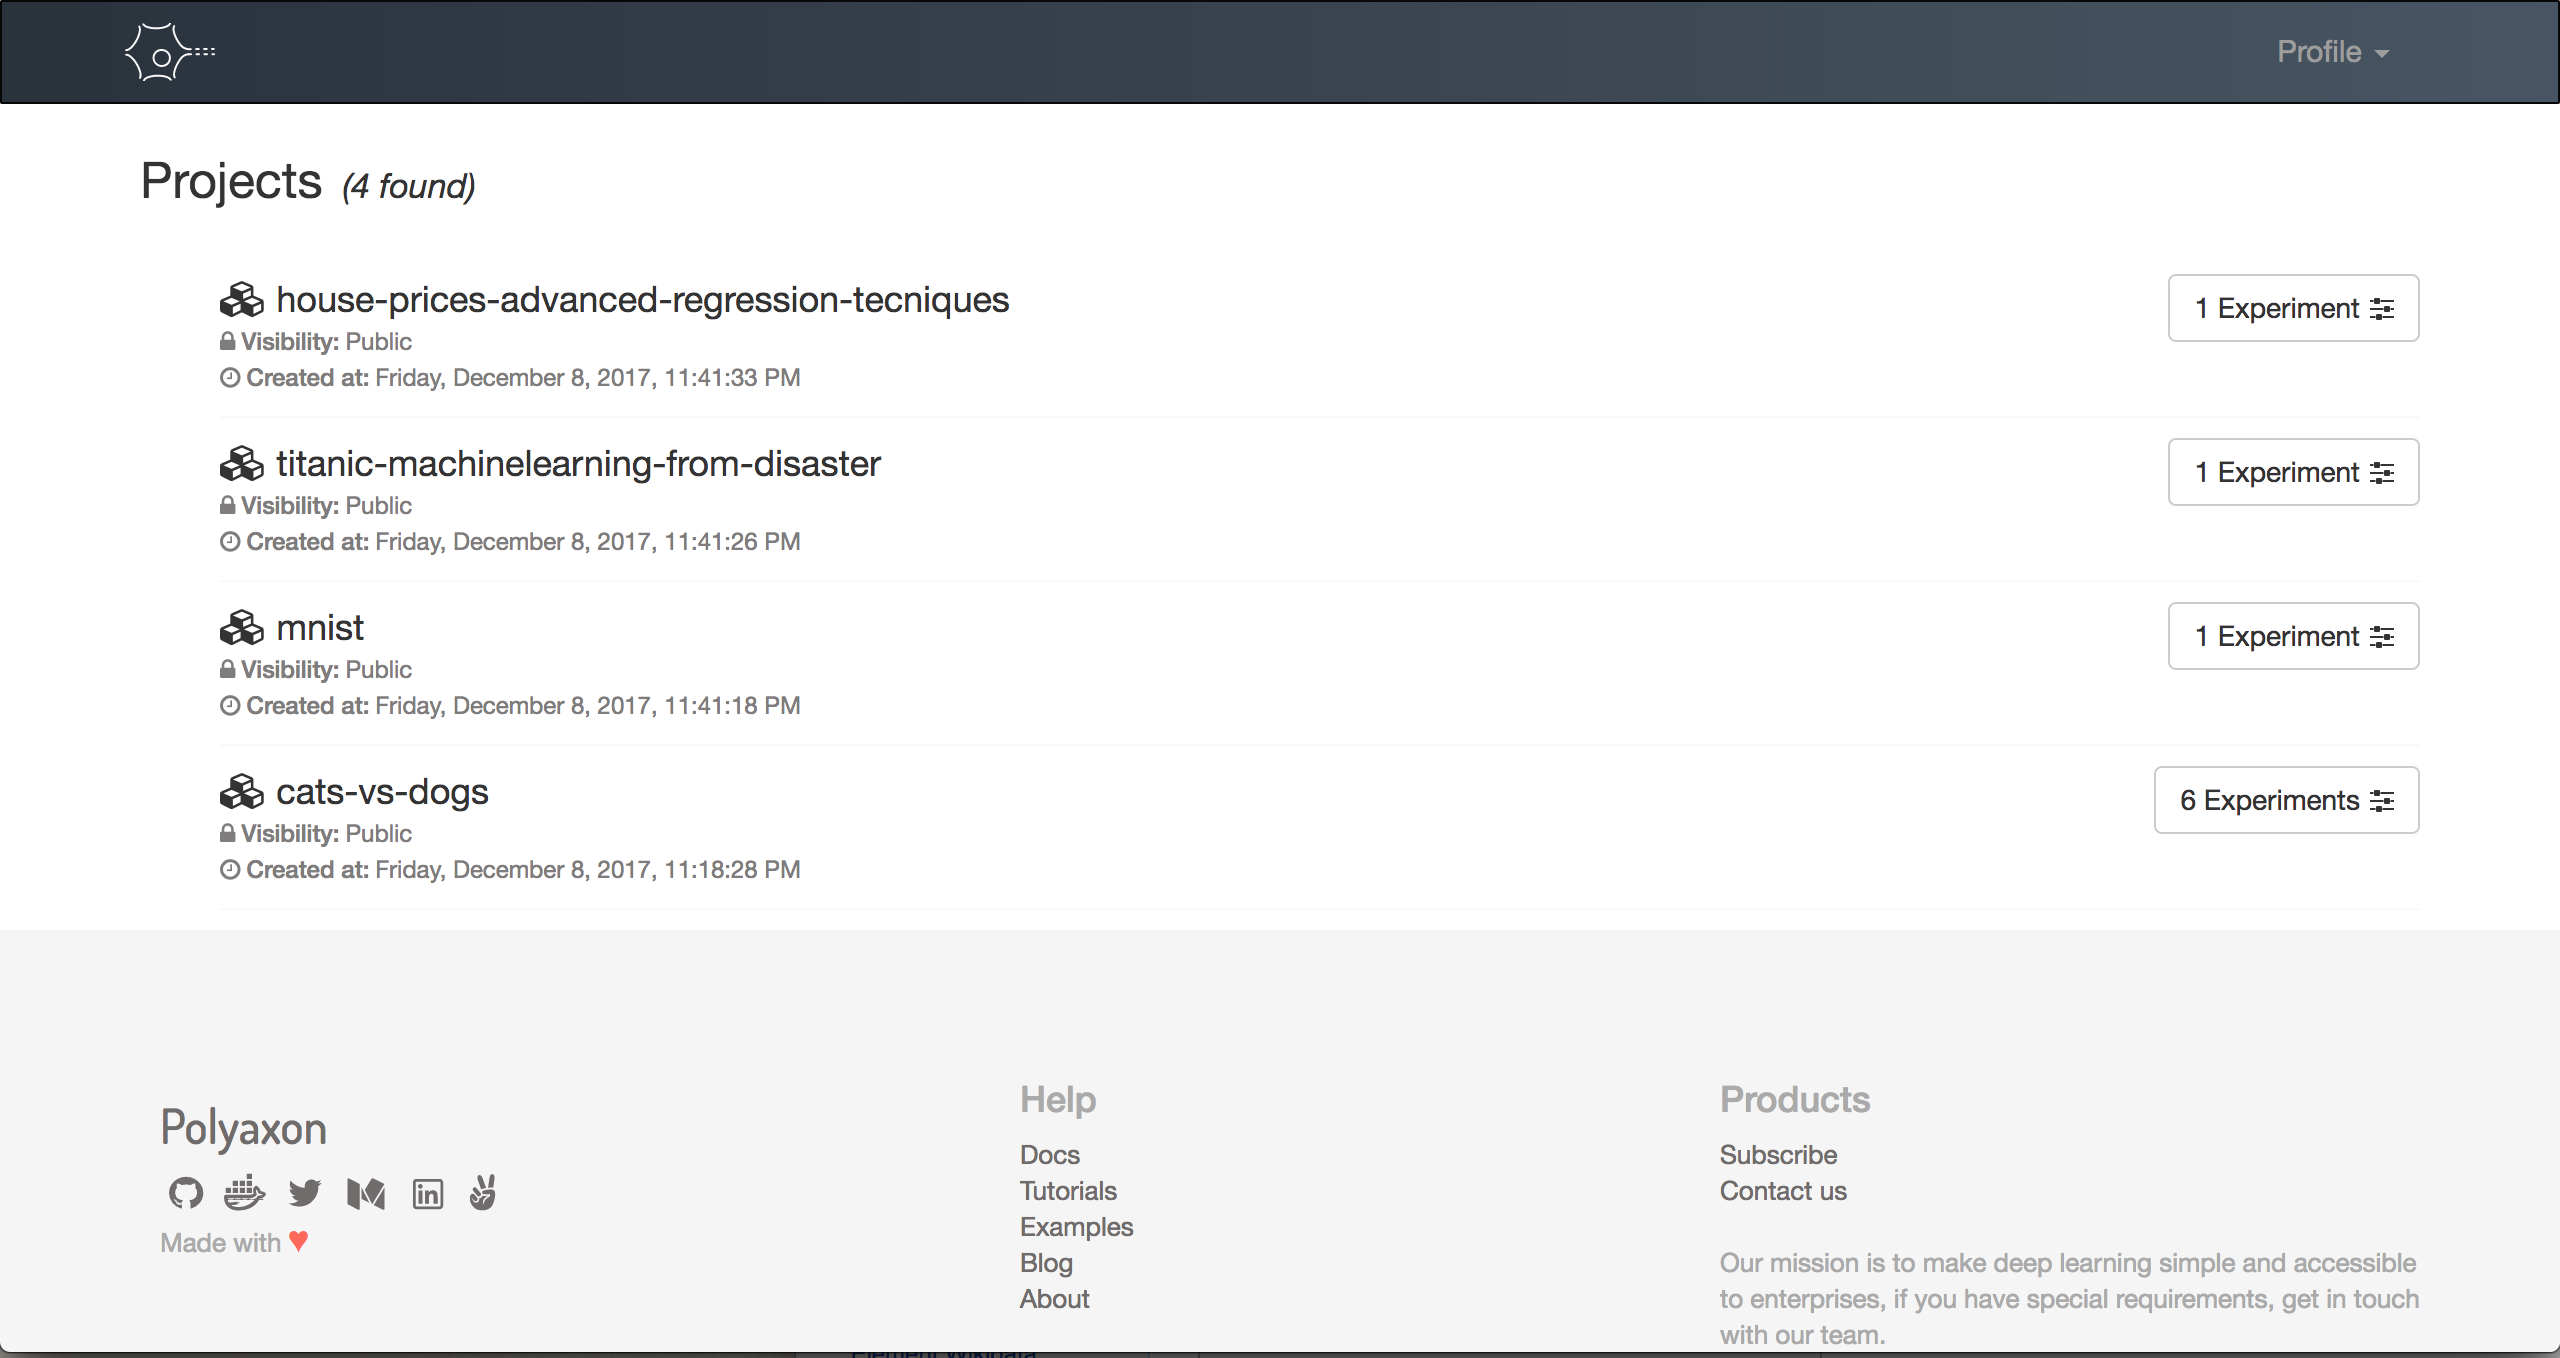 Profile
Projects (4 found)
house-prices-advanced-regression-tecniques
1 Experiment
Visibility: Public
Created at: Friday, December 8, 2017, 11:41:33 PM
titanic-machinelearning-from-disaster
1 Experiment
Visibility: Public
Created at: Friday, December 8, 2017, 11:41:26 PM
mnist
1 Experiment
Visibility: Public
Created at: Friday, December 8, 2017, 11:41:18 PM
cats-vs-dogs
6 Experiments
Visibility: Public
Created at: Friday, December 8, 2017, 11:18:28 PM
Polyaxon
in
Made with
Help
Docs
Tutorials
Examples
Blog
About
Products
Subscribe
Contact us
Our mission is to make deep learning simple and accessible
to enterprises, if you have special requirements, get in touch
with our team.